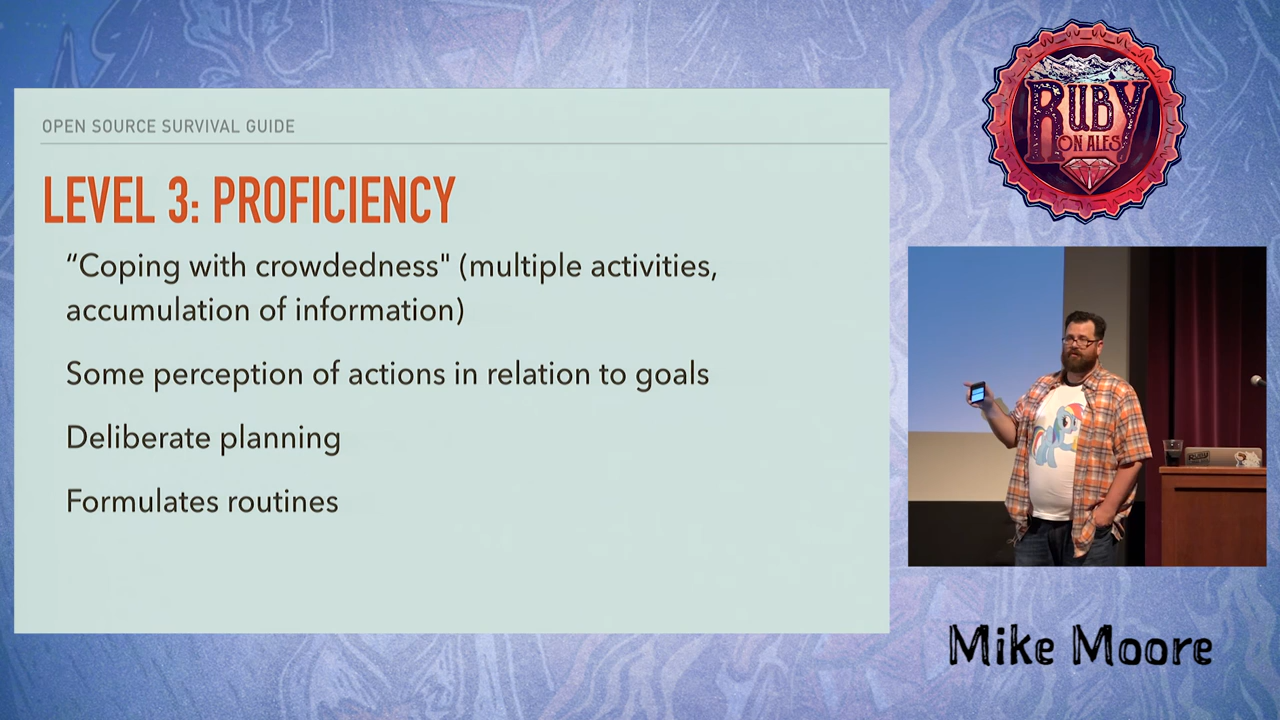 OPEN SOURCE SURVIVAL GUIDE
LEVEL 3: PROFICIENCY
“Coping with crowdedness" (multiple activities,
accumulation of information)
Some perception of actions in relation to goals
Deliberate planning
Formulates routines
RUBY
ON ALES
RUBY
Mike Moore